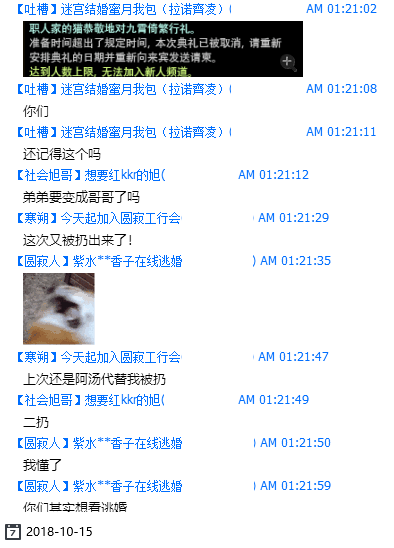 【吐槽】迷宫结婚蜜月我包（拉诺齊凌）( AM 01:21:02
职人家的猫恭敬地对九霄倚繁行礼。
准备时间超出了规定时间, 本次典礼已被取消, 请重新
安排典礼的日期并重新向来宾发送请柬。
达到人数上限, 无法加入新人频道。
【吐槽】迷宫结婚蜜月我包（拉诺齊凌）( AM 01:21:08
你们
【吐槽】迷宫结婚蜜月我包（拉诺齊凌）( AM 01:21:11
还记得这个吗
【社会旭哥】想要红kkr的旭( AM 01:21:12
弟弟要变成哥哥了吗
【寒朔】今天起加入圆寂工行会 ) AM 01:21:29
这次又被扔出来了!
【圆寂人】紫水**香子在线逃婚 ) AM 01:21:35
【寒朔】今天起加入圆寂工行会 ) AM 01:21:47
上次还是阿汤代替我被扔
【社会旭哥】想要红kkr的旭( AM 01:21:49
二扔
【圆寂人】紫水**香子在线逃婚 ) AM 01:21:50
我懂了
【圆寂人】紫水**香子在线逃婚 ) AM 01:21:59
你们其实想看逃婚
7 2018-10-15